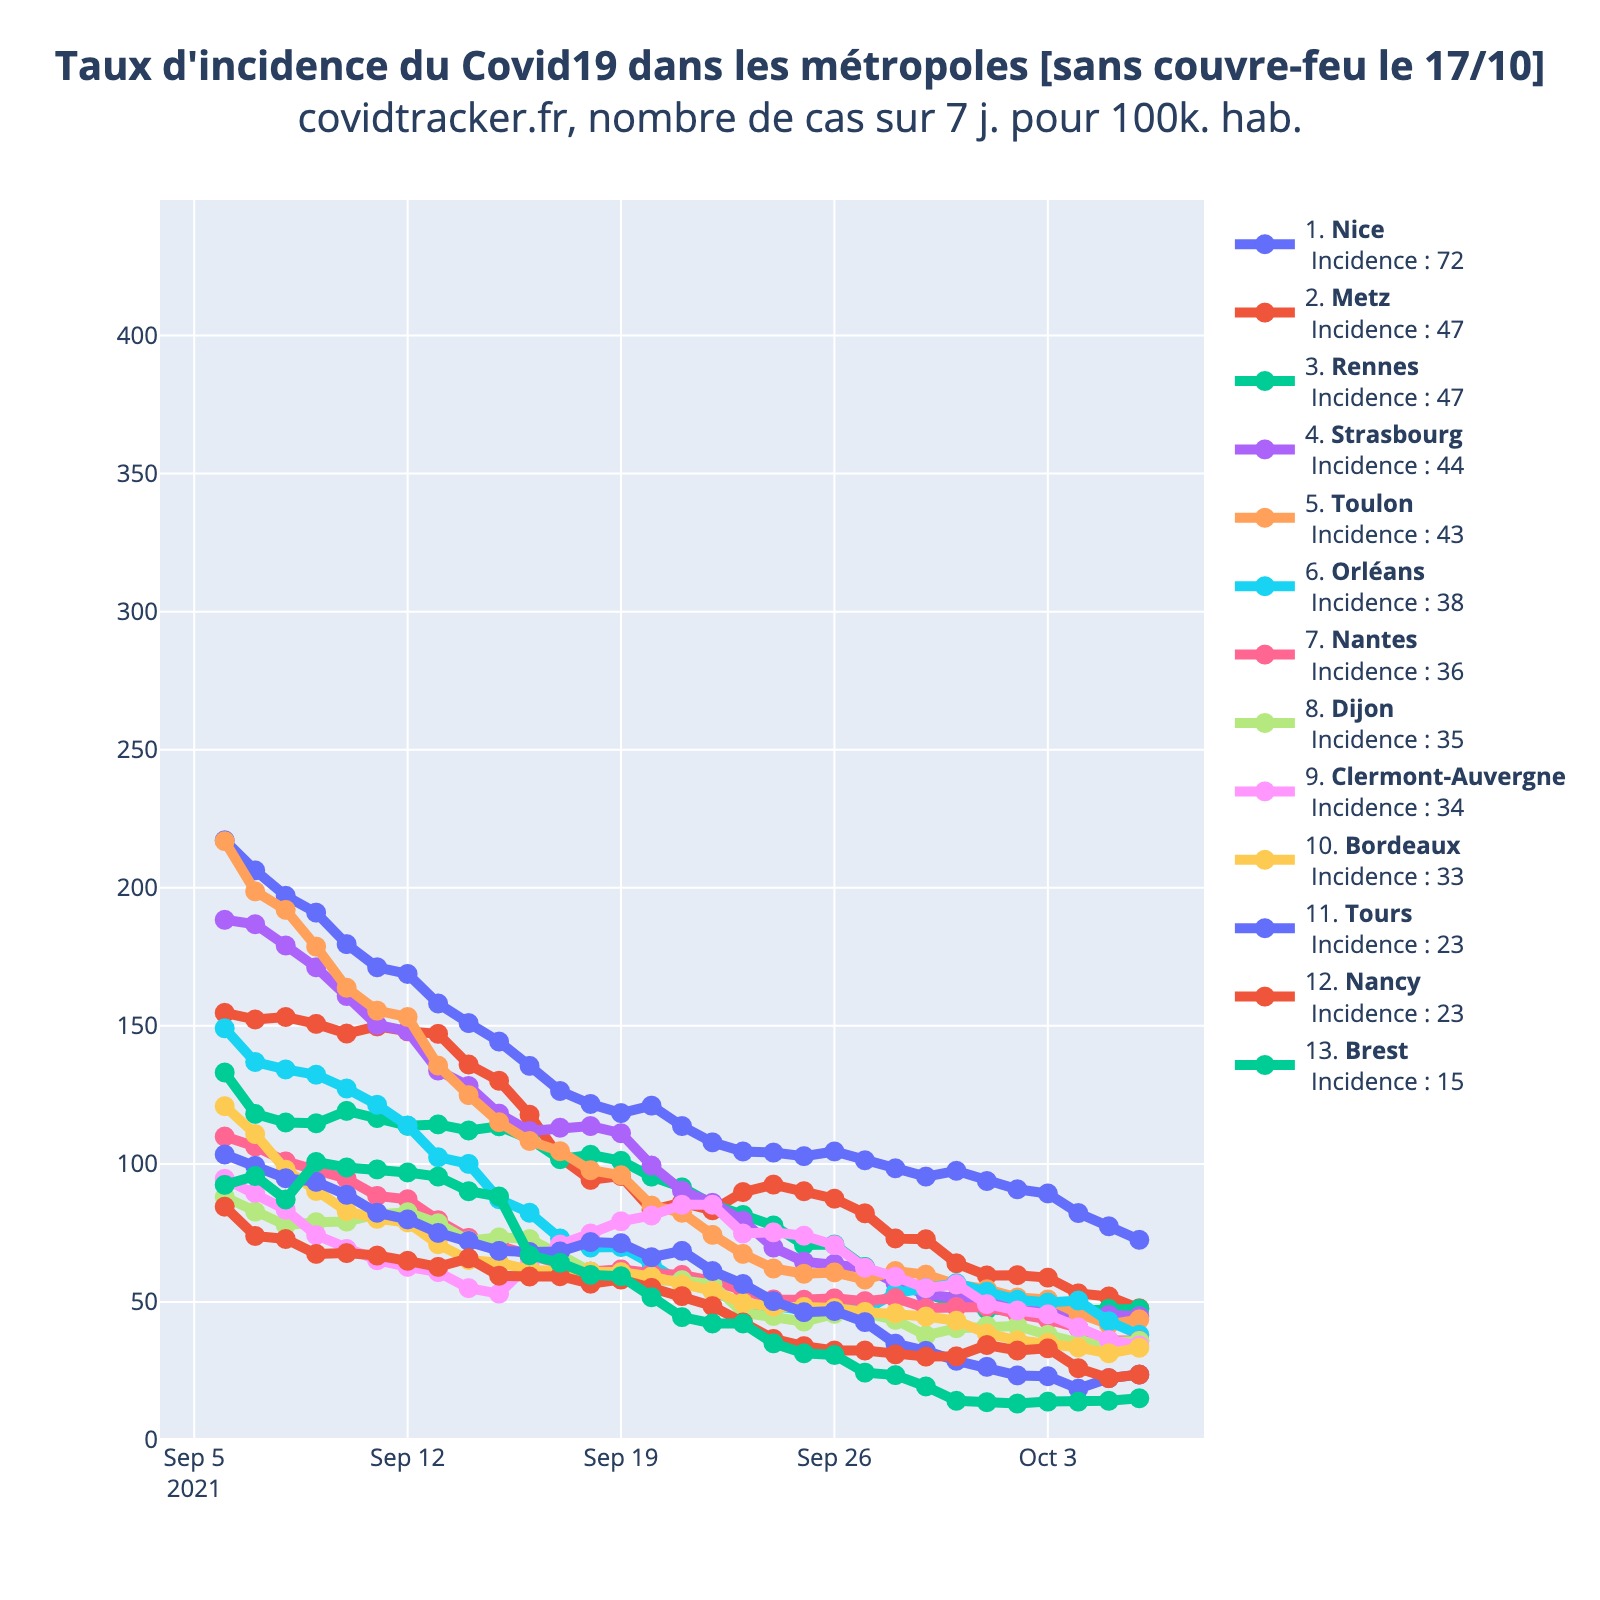 Taux d'incidence du Covid19 dans les métropoles [sans couvre-feu le 17/10]
covidtracker.fr, nombre de cas sur 7 j. pour 100k. hab.
400
350
300
250
200
150
100
50
0
Sep 5
2021
Sep 12
Sep 19
Sep 26
Oct 3
1. Nice
Incidence : 72
2. Metz
Incidence : 47
3. Rennes
Incidence : 47
4. Strasbourg
Incidence : 44
5. Toulon
Incidence : 43
6. Orléans
Incidence : 38
7. Nantes
Incidence : 36
8. Dijon
Incidence : 35
9. Clermont-Auvergne
Incidence : 34
10. Bordeaux
Incidence : 33
11. Tours
Incidence : 23
12. Nancy
Incidence : 23
13. Brest
Incidence : 15